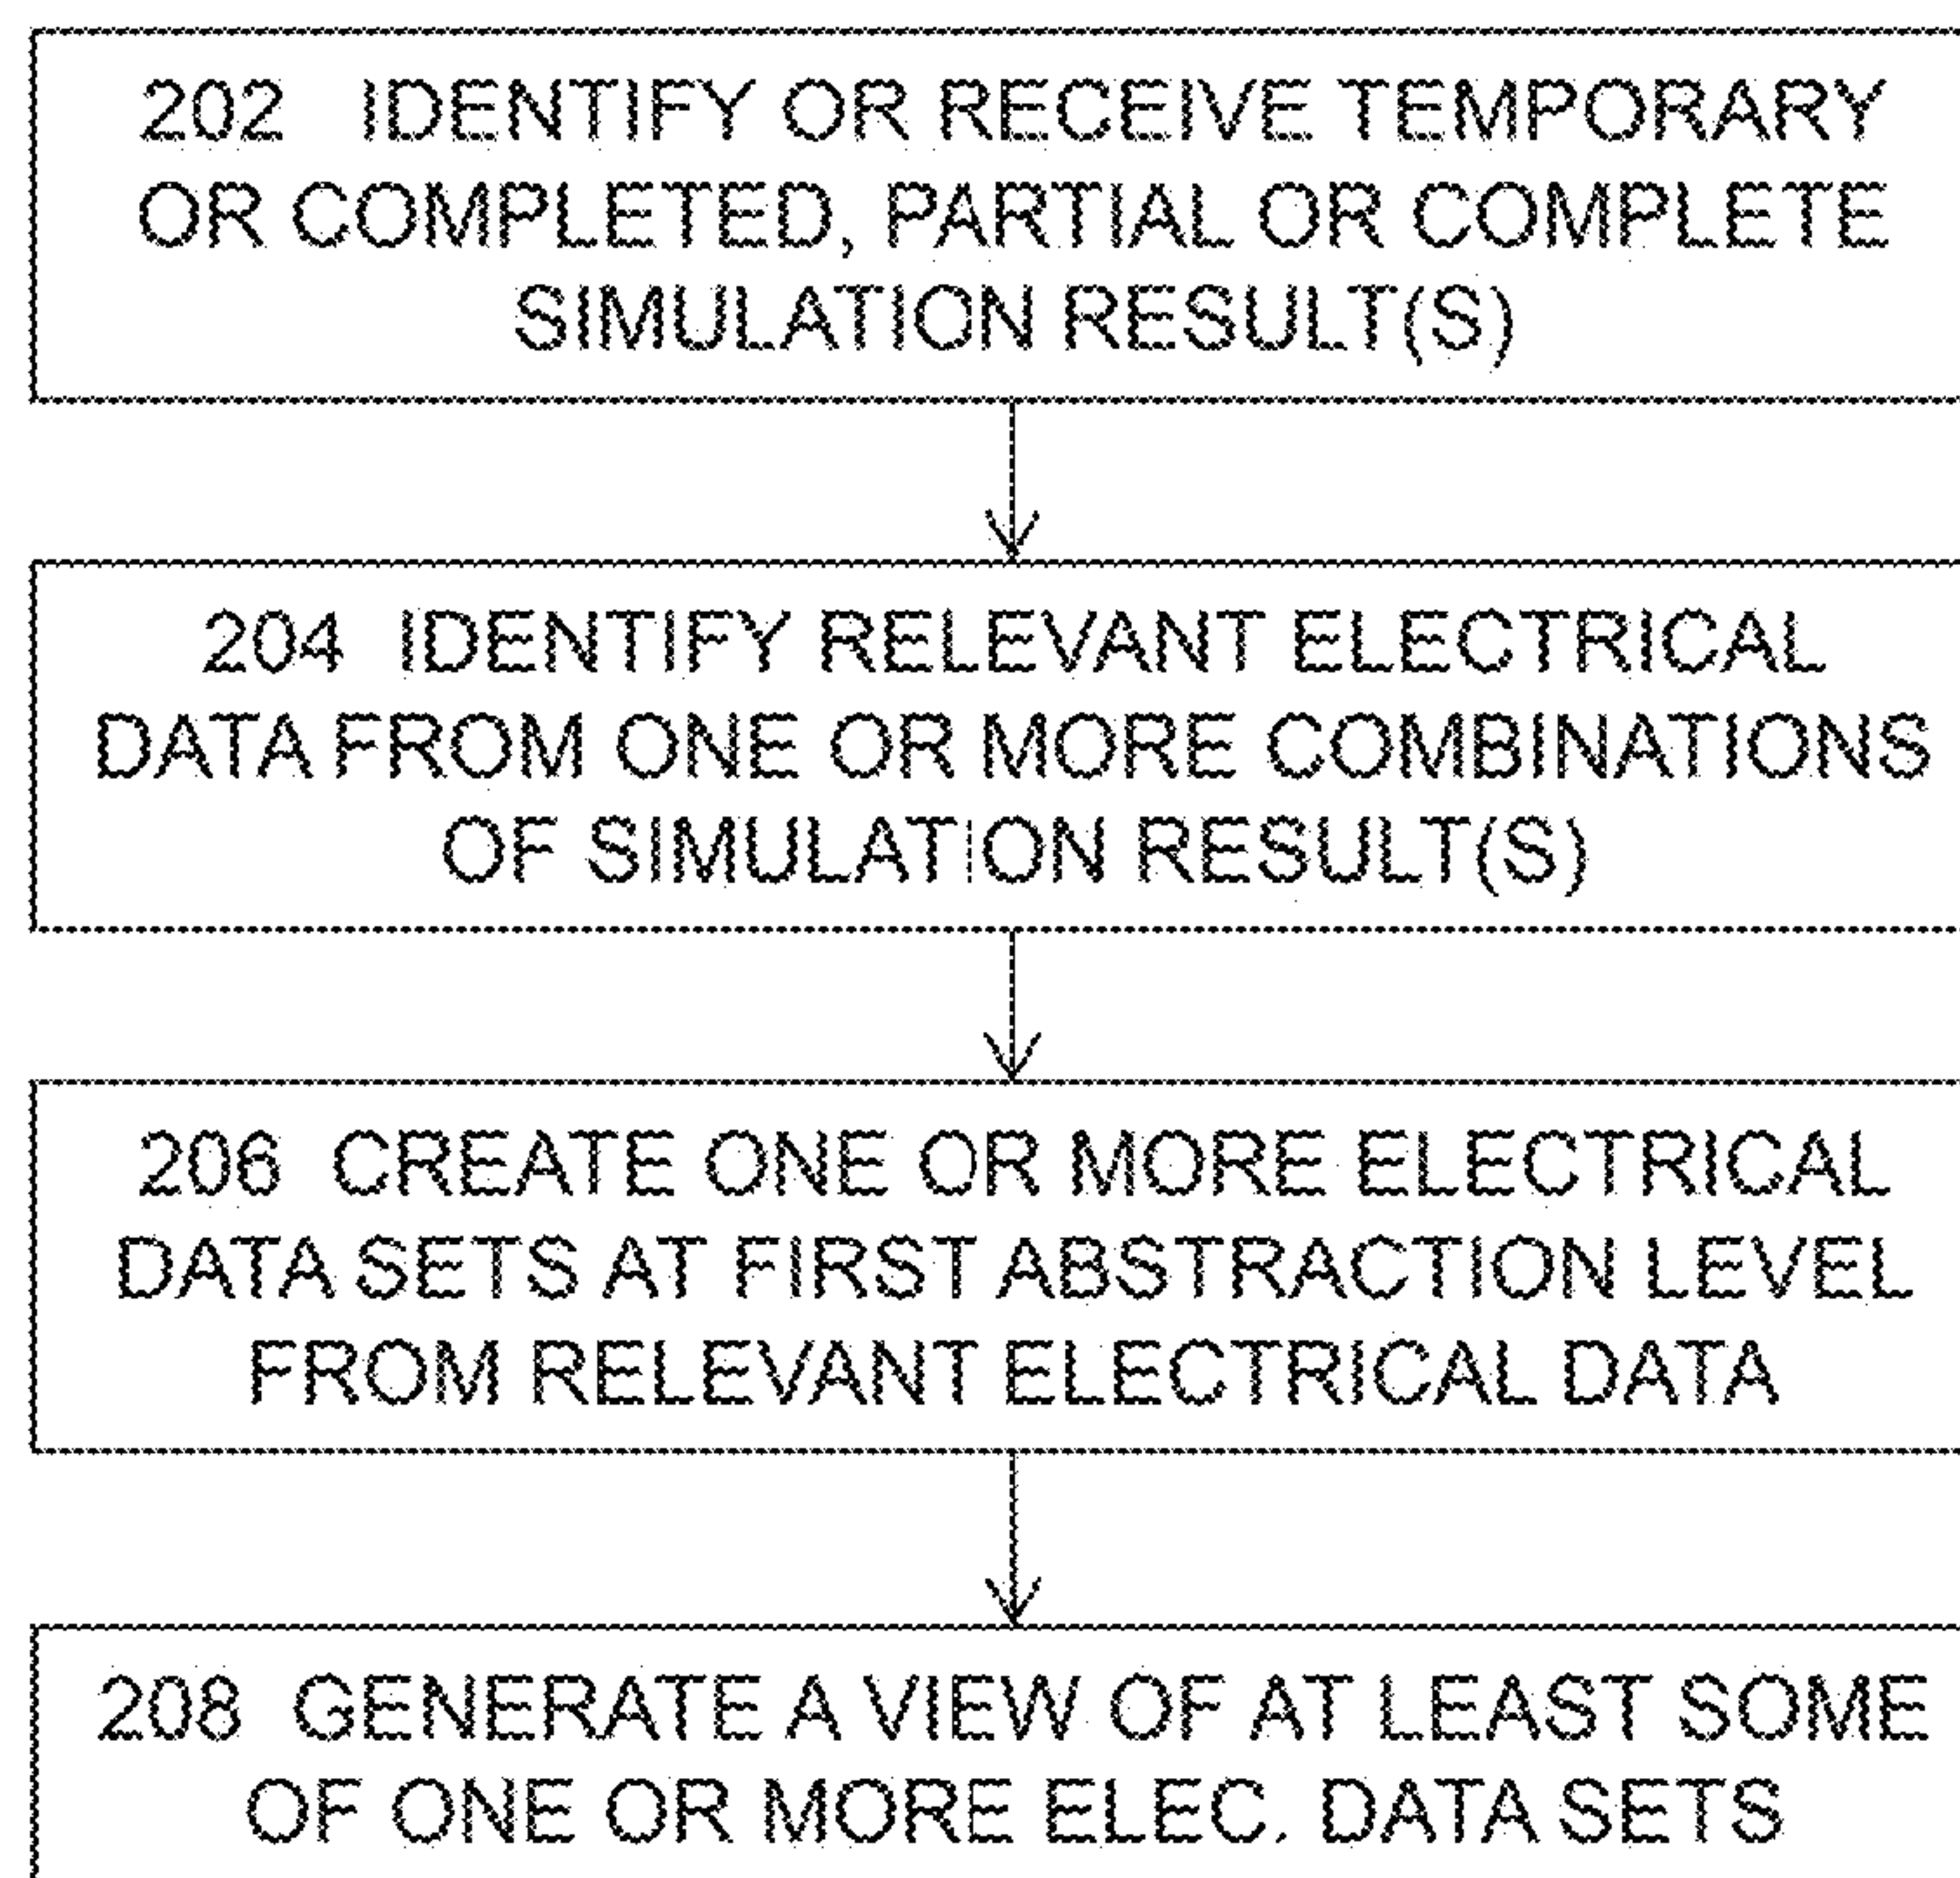 202 IDENTIFY OR RECEIVE TEMPORARY
OR COMPLETED, PARTIAL OR COMPLETE
SIMULATION RESULT(S)
204 IDENTIFY RELEVANT ELECTRICAL
DATA FROM ONE OR MORE COMBINATIONS
OF SIMULATION RESULT(S)
206 CREATE ONE OR MORE ELECTRICAL
DATA SETS AT FIRST ABSTRACTION LEVEL
FROM RELEVANT ELECTRICAL DATA
208 GENERATE A VIEW OF AT LEAST SOME
OF ONE OR MORE ELEC. DATA SETS